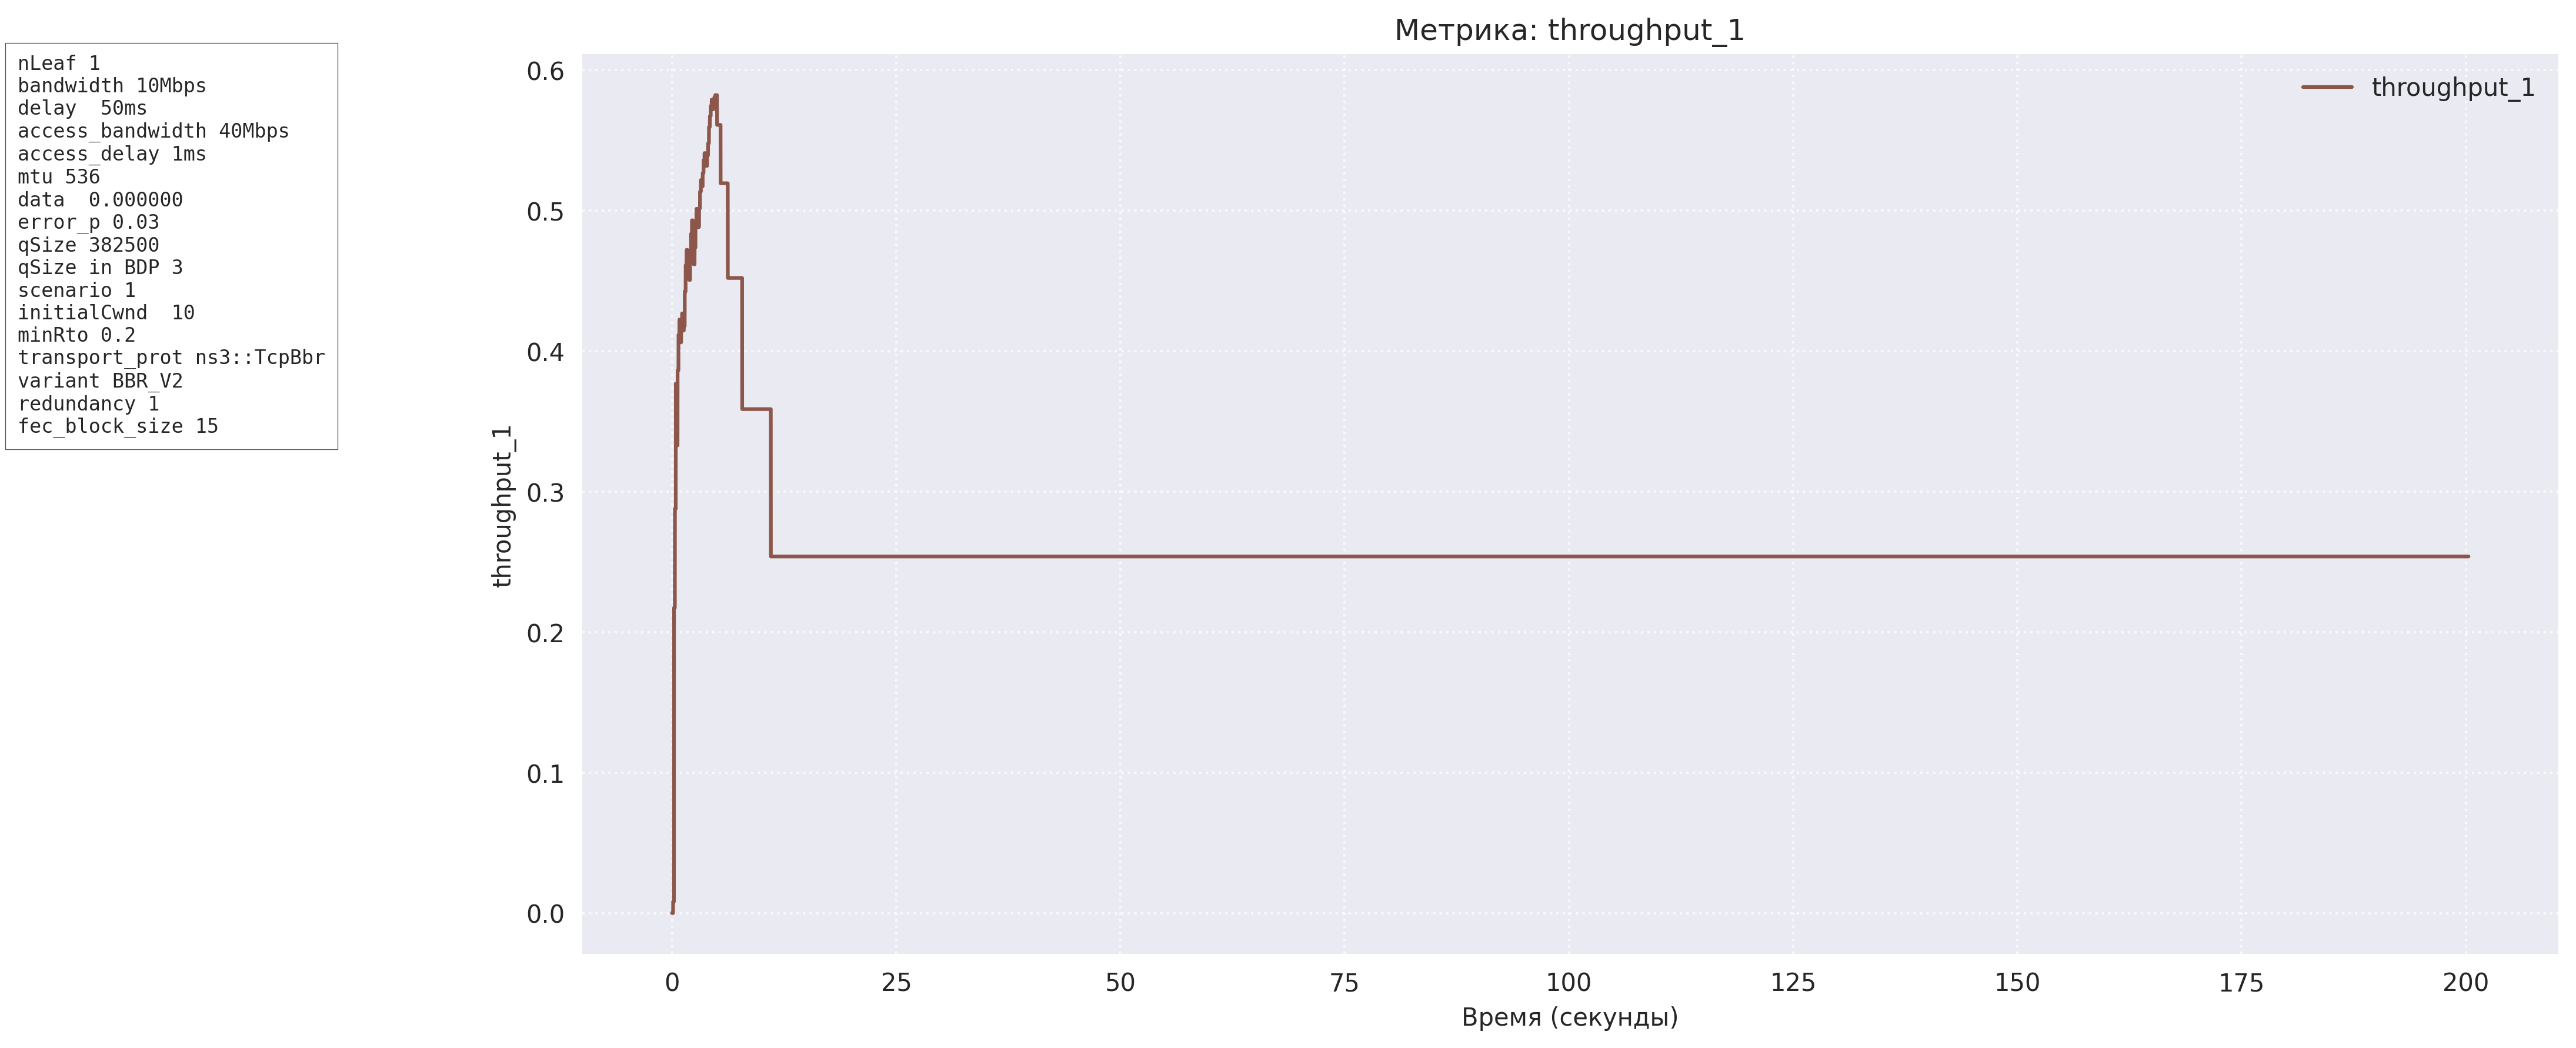 Метрика: throughput_1
nLeaf 1
bandwidth 10Mbps
delay  50ms
access_bandwidth 40Mbps
access_delay 1ms
mtu 536
data  0.000000
error_p 0.03
qSize 382500
qSize in BDP 3
scenario 1
initialCwnd  10
minRto 0.2
transport_prot ns3::TcpBbr
variant BBR_V2
redundancy 1
fec_block_size 15
throughput_1
throughput_1
0.6
0.5
0.4
0.3
0.2
0.1
0.0
0 25 50 75 100 125 150 175 200
Время (секунды)